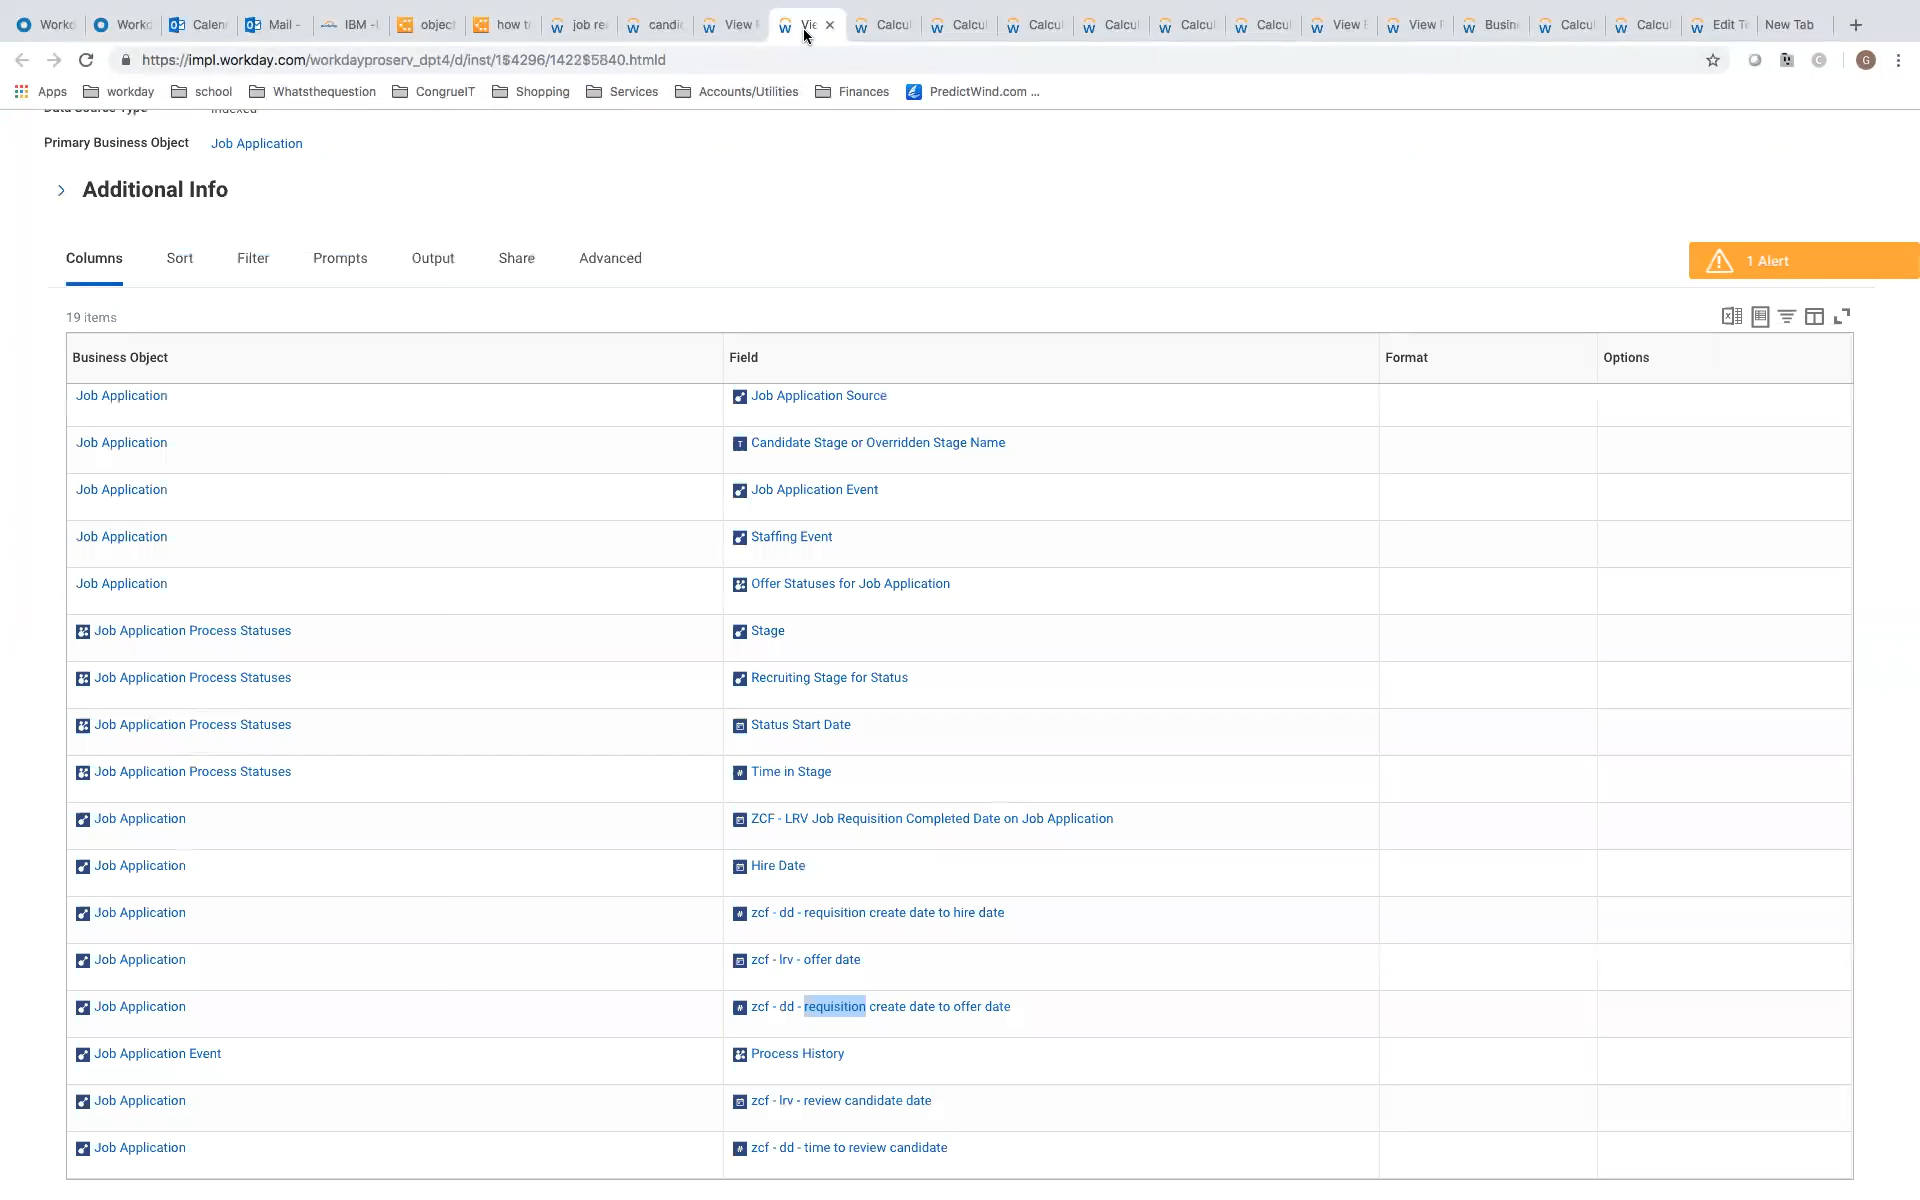 Workd Workd Calen Mail - IBM - object how t job re candi View Vie Calcul Calcul Calcul Calcul Calcul Calcul View View Busin Calcul Calcul Edit Te New Tab
https://impl.workday.com/workdayproserv_dpt4/d/inst/1$4296/1422$5840.htmld G
Apps workday school Whatsthequestion CongrueIT Shopping Services Accounts/Utilities Finances PredictWind.com ...
Data Source Type Indexed
Primary Business Object Job Application
Additional Info
Columns Sort Filter Prompts Output Share Advanced 1 Alert
19 items
Business Object Field Format Options
Job Application Job Application Source
Job Application Candidate Stage or Overridden Stage Name
Job Application Job Application Event
Job Application Staffing Event
Job Application Offer Statuses for Job Application
Job Application Process Statuses Stage
Job Application Process Statuses Recruiting Stage for Status
Job Application Process Statuses Status Start Date
Job Application Process Statuses Time in Stage
Job Application ZCF - LRV Job Requisition Completed Date on Job Application
Job Application Hire Date
Job Application zcf - dd - requisition create date to hire date
Job Application zcf - lrv - offer date
Job Application zcf - dd - requisition create date to offer date
Job Application Event Process History
Job Application zcf - lrv - review candidate date
Job Application zcf - dd - time to review candidate